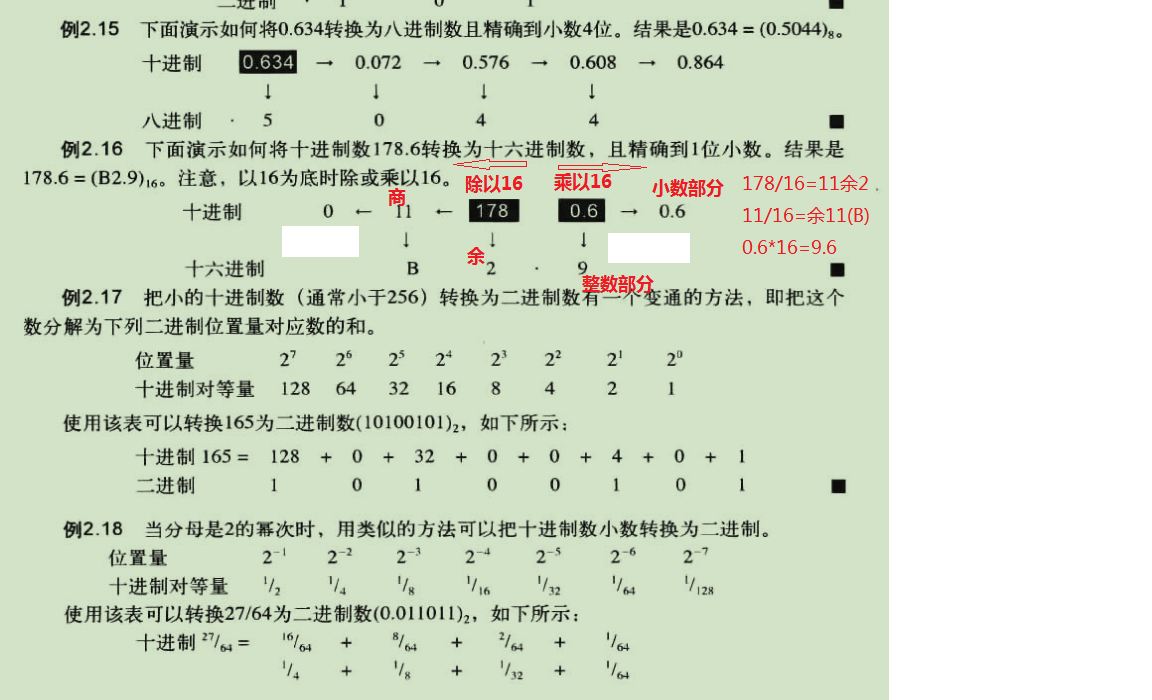 二进制 · 1 0 1 ■
例2.15 下面演示如何将0.634转换为八进制数且精确到小数4位。结果是0.634 = (0.5044)₈。
十进制 0.634 → 0.072 → 0.576 → 0.608 → 0.864
↓ ↓ ↓ ↓
八进制 · 5 0 4 4 ■
例2.16 下面演示如何将十进制数178.6转换为十六进制数，且精确到1位小数。结果是
178.6 = (B2.9)₁₆。注意，以16为底时除或乘以16。
商 除以16 乘以16 小数部分 178/16=11余2
十进制 0 ← 11 ← 178 0.6 → 0.6 11/16=余11(B)
↓ ↓ ↓ 0.6*16=9.6
余
十六进制 B 2 · 9 ■
整数部分
例2.17 把小的十进制数（通常小于256）转换为二进制数有一个变通的方法，即把这个
数分解为下列二进制位置量对应数的和。
位置量 2⁷ 2⁶ 2⁵ 2⁴ 2³ 2² 2¹ 2⁰
十进制对等量 128 64 32 16 8 4 2 1
使用该表可以转换165为二进制数(10100101)₂，如下所示：
十进制 165 = 128 + 0 + 32 + 0 + 0 + 4 + 0 + 1
二进制 1 0 1 0 0 1 0 1 ■
例2.18 当分母是2的幂次时，用类似的方法可以把十进制数小数转换为二进制。
位置量 2⁻¹ 2⁻² 2⁻³ 2⁻⁴ 2⁻⁵ 2⁻⁶ 2⁻⁷
十进制对等量 ¹/₂ ¹/₄ ¹/₈ ¹/₁₆ ¹/₃₂ ¹/₆₄ ¹/₁₂₈
使用该表可以转换27/64为二进制数(0.011011)₂，如下所示：
十进制 ²⁷/₆₄ = ¹⁶/₆₄ + ⁸/₆₄ + ²/₆₄ + ¹/₆₄
¹/₄ + ¹/₈ + ¹/₃₂ + ¹/₆₄